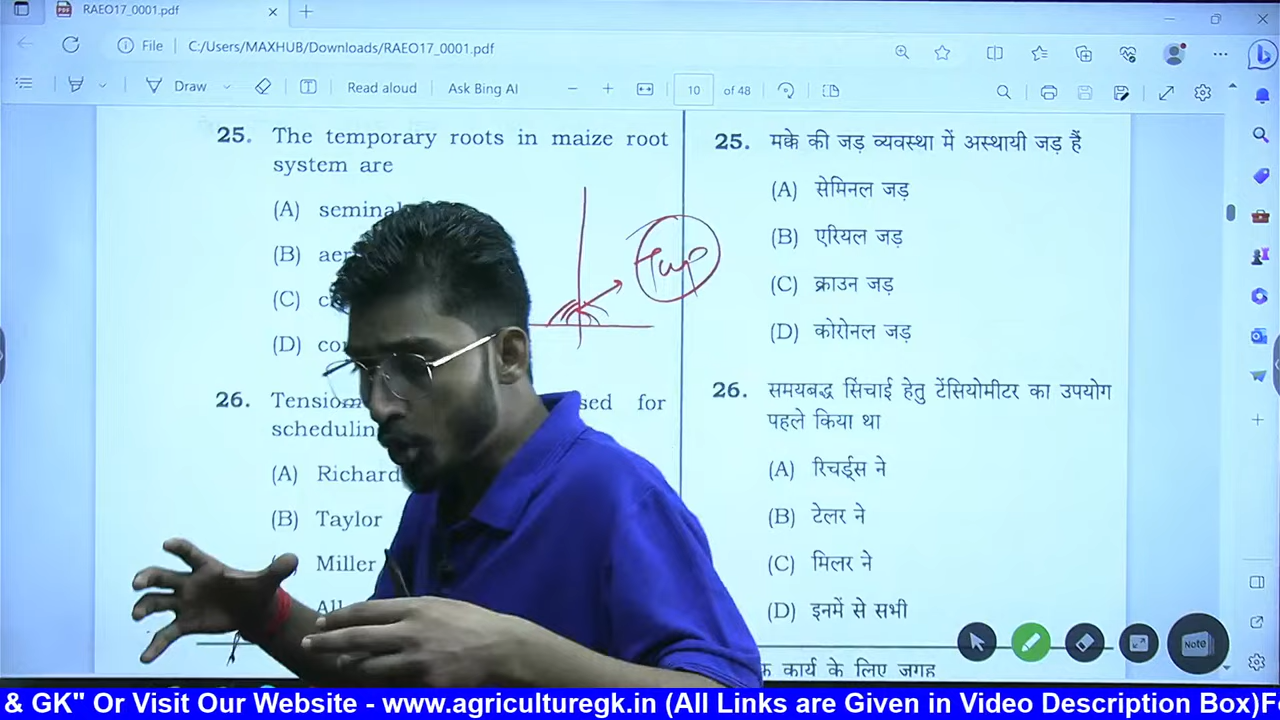 RAEO17_0001.pdf
File C:/Users/MAXHUB/Downloads/RAEO17_0001.pdf
Draw Read aloud Ask Bing AI 10 of 48
25. The temporary roots in maize root
system are
(A) seminal
(B)
(C)
(D)
26.
(A) Richard
(B) Taylor
Miller
All
sed for
25. मक्के की जड़ व्यवस्था में अस्थायी जड़ हैं
(A) सेमिनल जड़
(B) एरियल जड़
(C) क्राउन जड़
(D) कोरोनल जड़
26. समयबद्ध सिंचाई हेतु टेंसियोमीटर का उपयोग
पहले किया था
(A) रिचर्ड्स ने
(B) टेलर ने
(C) मिलर ने
(D) इनमें से सभी
कार्य के लिए जगह
Note
& GK" Or Visit Our Website - www.agriculturegk.in (All Links are Given in Video Description Box)